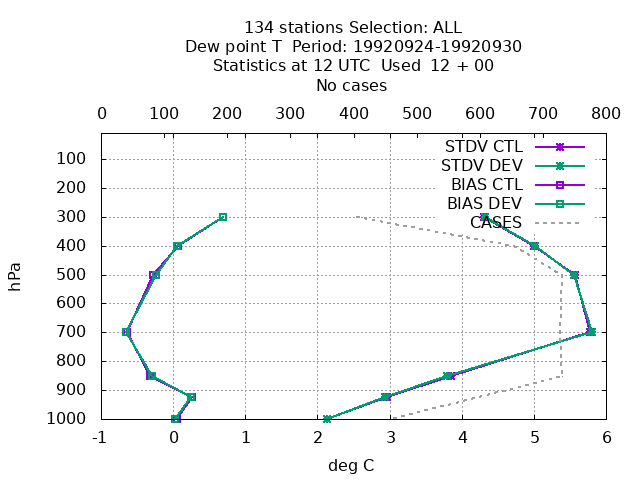 134 stations Selection: ALL
Dew point T  Period: 19920924-19920930
Statistics at 12 UTC  Used  12 + 00
No cases
0 100 200 300 400 500 600 700 800
STDV CTL
STDV DEV
BIAS CTL
BIAS DEV
CASES
100
200
300
400
500
600
700
800
900
1000
hPa
-1 0 1 2 3 4 5 6
deg C